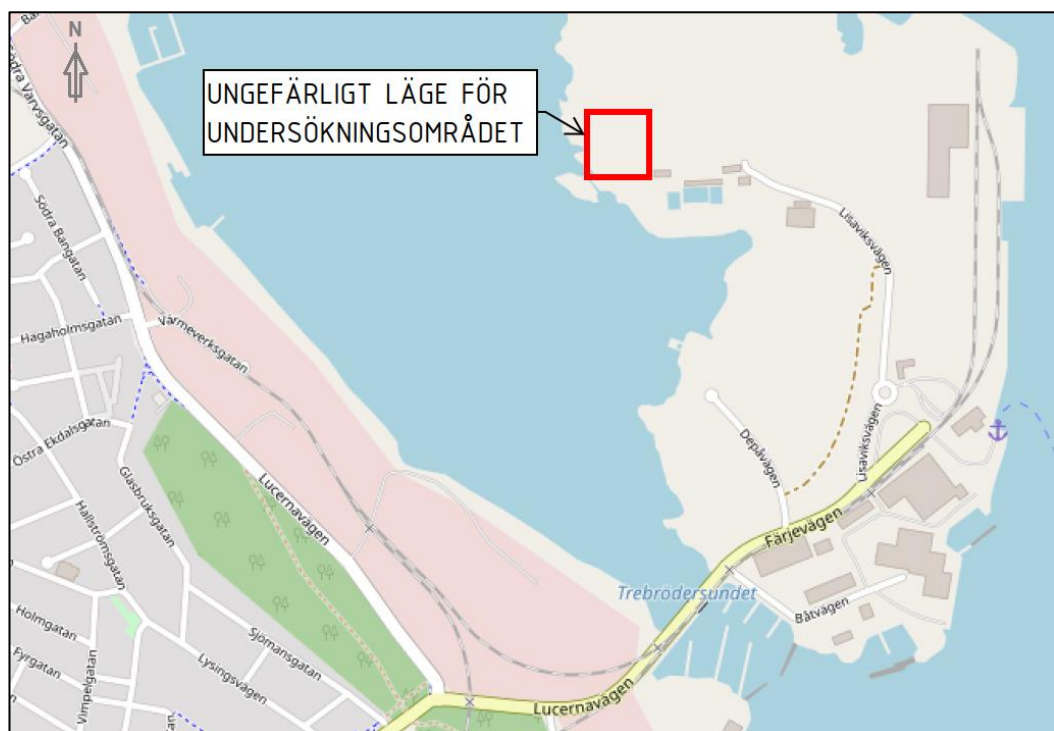 N
Södra Varvsgatan
UNGEFÄRLIGT LÄGE FÖR
UNDERSÖKNINGSOMRÅDET
Södra Bangatan
Lisaviksvägen
Hagaholmsgatan
Värmeverksgatan
Östra Ekdalsgatan
Glasbruksgatan
Hallströmsgatan
Lucernavägen
Depåvägen
Lisaviksvägen
Färjevägen
Trebrödersundet
Båtvägen
Holmgatan
Fyrgatan
Vimpelgatan
Sjömansgatan
Lysingsvägen
Lucernavägen